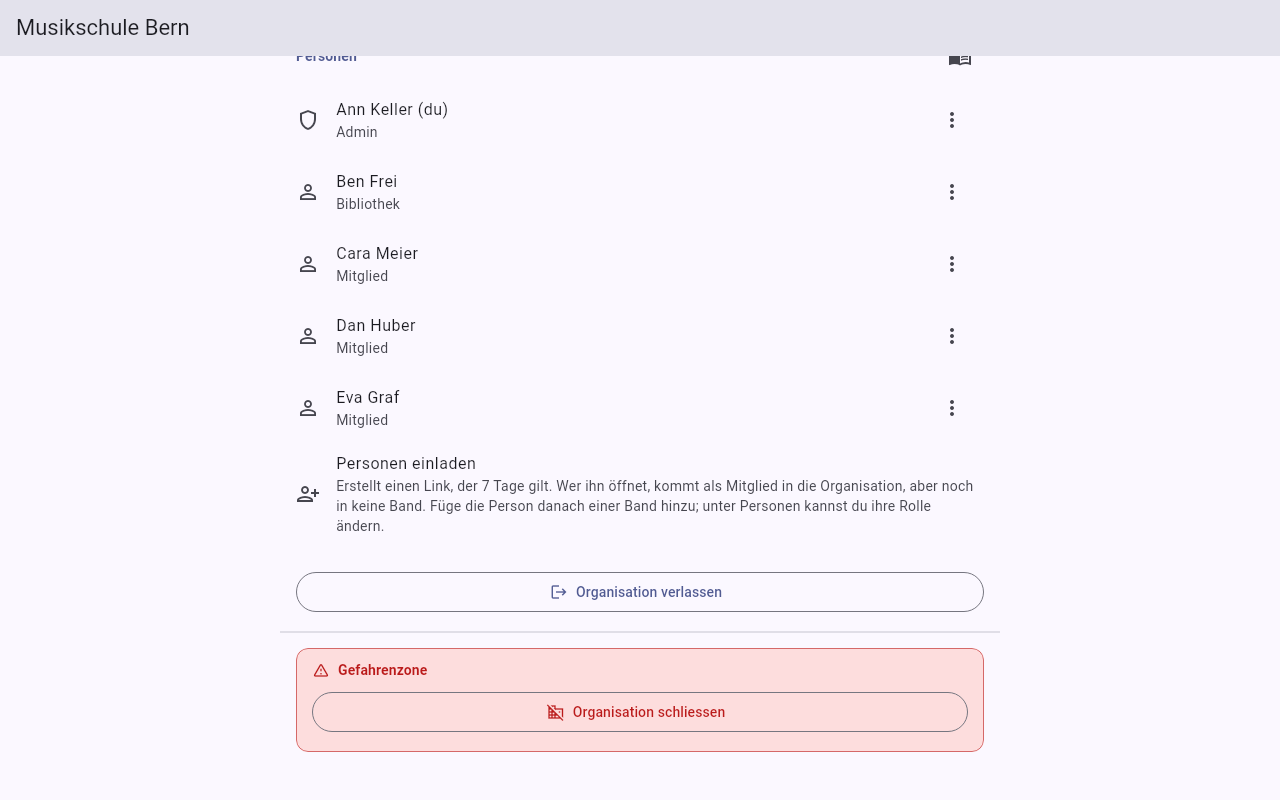 Musikschule Bern
Personen
Ann Keller (du)
Admin
Ben Frei
Bibliothek
Cara Meier
Mitglied
Dan Huber
Mitglied
Eva Graf
Mitglied
Personen einladen
Erstellt einen Link, der 7 Tage gilt. Wer ihn öffnet, kommt als Mitglied in die Organisation, aber noch
in keine Band. Füge die Person danach einer Band hinzu; unter Personen kannst du ihre Rolle
ändern.
Organisation verlassen
Gefahrenzone
Organisation schliessen